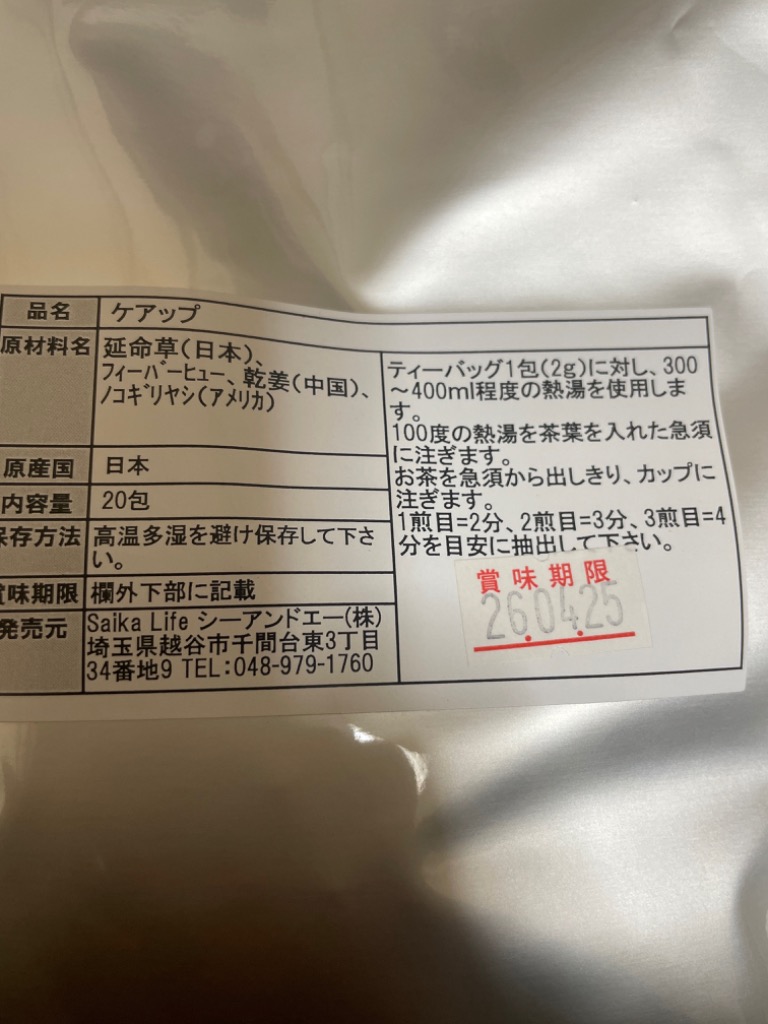 品名 ケアップ
原材料名 延命草(日本)、
フィーバーヒュー、乾姜(中国)、
ノコギリヤシ(アメリカ)
原産国 日本
内容量 20包
保存方法 高温多湿を避け保存して下さ
い。
賞味期限 欄外下部に記載
発売元 Saika Life シーアンドエー(株)
埼玉県越谷市千間台東3丁目
34番地9 TEL:048-979-1760
ティーバッグ1包(2g)に対し、300
～400ml程度の熱湯を使用しま
す。
100度の熱湯を茶葉を入れた急須
に注ぎます。
お茶を急須から出しきり、カップに
注ぎます。
1煎目=2分、2煎目=3分、3煎目=4
分を目安に抽出して下さい。
賞味期限
26.04.25